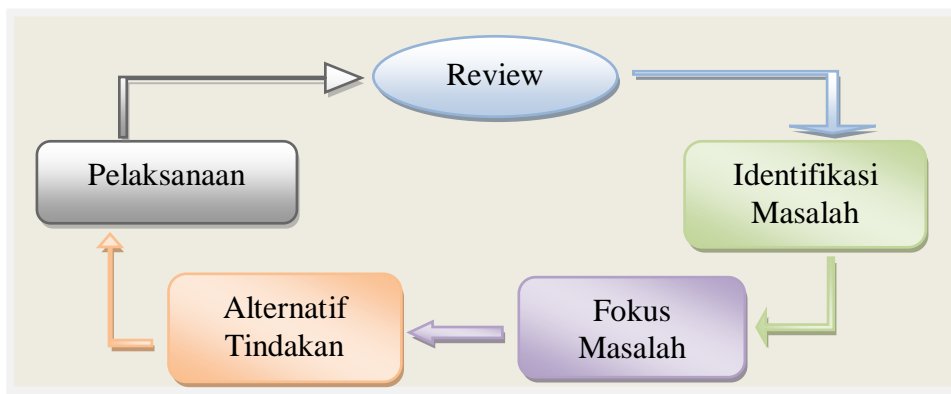 Review
Pelaksanaan
Identifikasi
Masalah
Alternatif
Tindakan
Fokus
Masalah